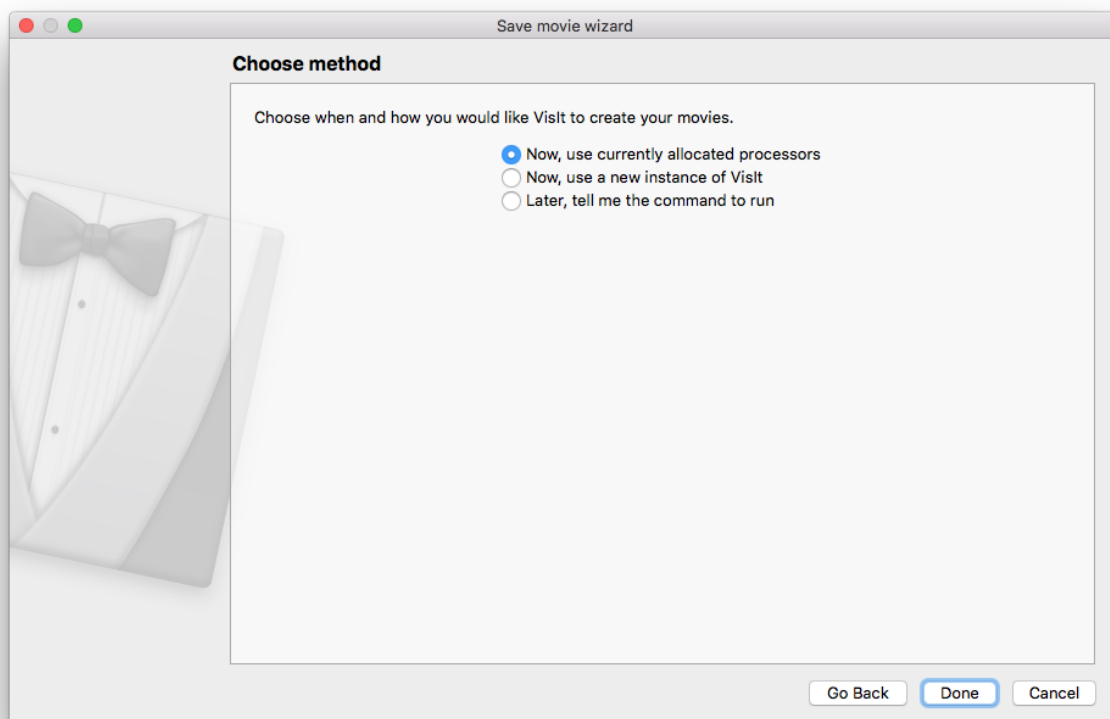 Save movie wizard
Choose method
Choose when and how you would like VisIt to create your movies.
Now, use currently allocated processors
Now, use a new instance of VisIt
Later, tell me the command to run
Go Back
Done
Cancel